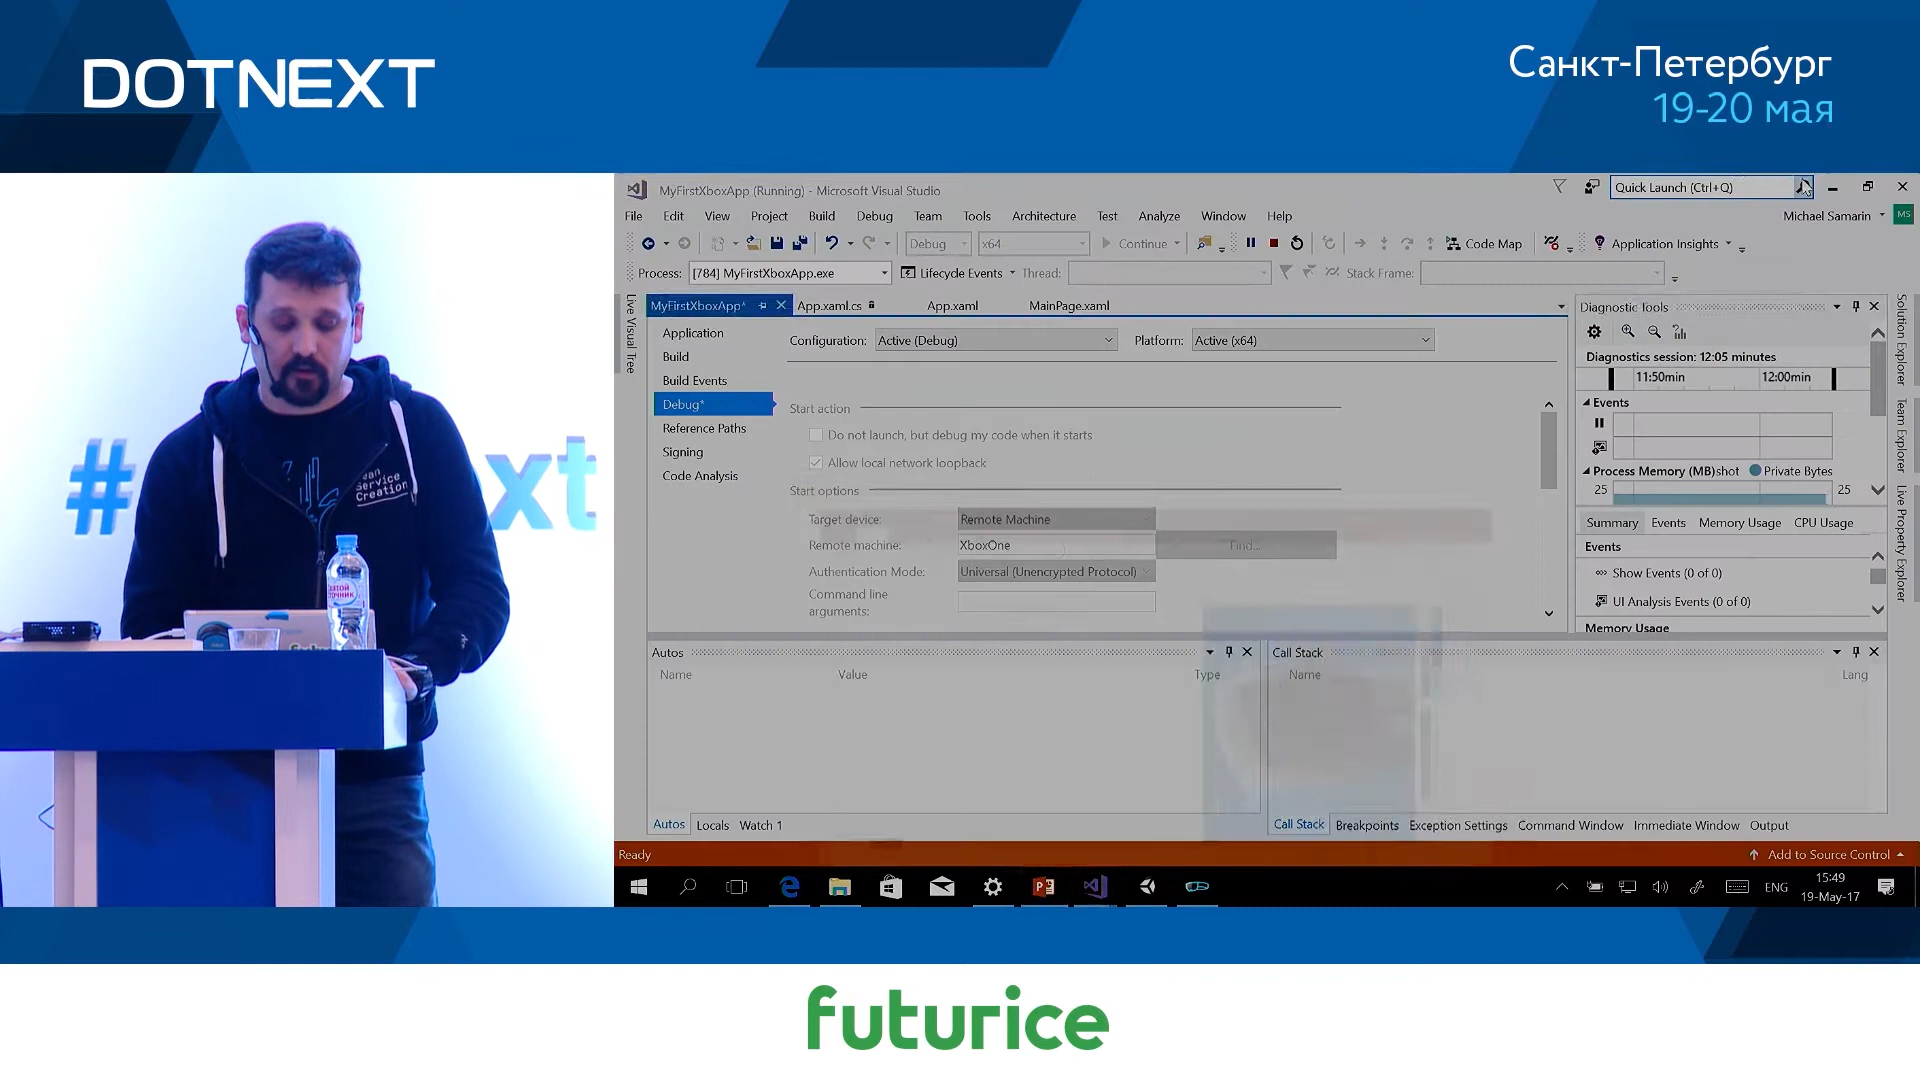 DOTNEXT
Санкт-Петербург
19-20 мая
MyFirstXboxApp (Running) - Microsoft Visual Studio
Quick Launch (Ctrl+Q)
File Edit View Project Build Debug Team Tools Architecture Test Analyze Window Help
Michael Samarin
MS
Debug x64 Continue Code Map Application Insights
Process: [784] MyFirstXboxApp.exe Lifecycle Events Thread: Stack Frame:
Live Visual Tree
MyFirstXboxApp* App.xaml.cs App.xaml MainPage.xaml
Application
Build
Build Events
Debug*
Reference Paths
Signing
Code Analysis
Configuration: Active (Debug) Platform: Active (x64)
Start action
Do not launch, but debug my code when it starts
Allow local network loopback
Start options
Target device: Remote Machine
Remote machine: XboxOne Find...
Authentication Mode: Universal (Unencrypted Protocol)
Command line
arguments:
Diagnostic Tools
Diagnostics session: 12:05 minutes
11:50min 12:00min
Events
Process Memory (MB)shot Private Bytes
25 25
Summary Events Memory Usage CPU Usage
Events
Show Events (0 of 0)
UI Analysis Events (0 of 0)
Memory Usage
Solution Explorer
Team Explorer
Live Property Explorer
Autos
Name Value Type
Call Stack
Name Lang
Autos Locals Watch 1
Call Stack Breakpoints Exception Settings Command Window Immediate Window Output
Ready
Add to Source Control
ENG
15:49
19-May-17
#
xt
Service
Creation
futurice